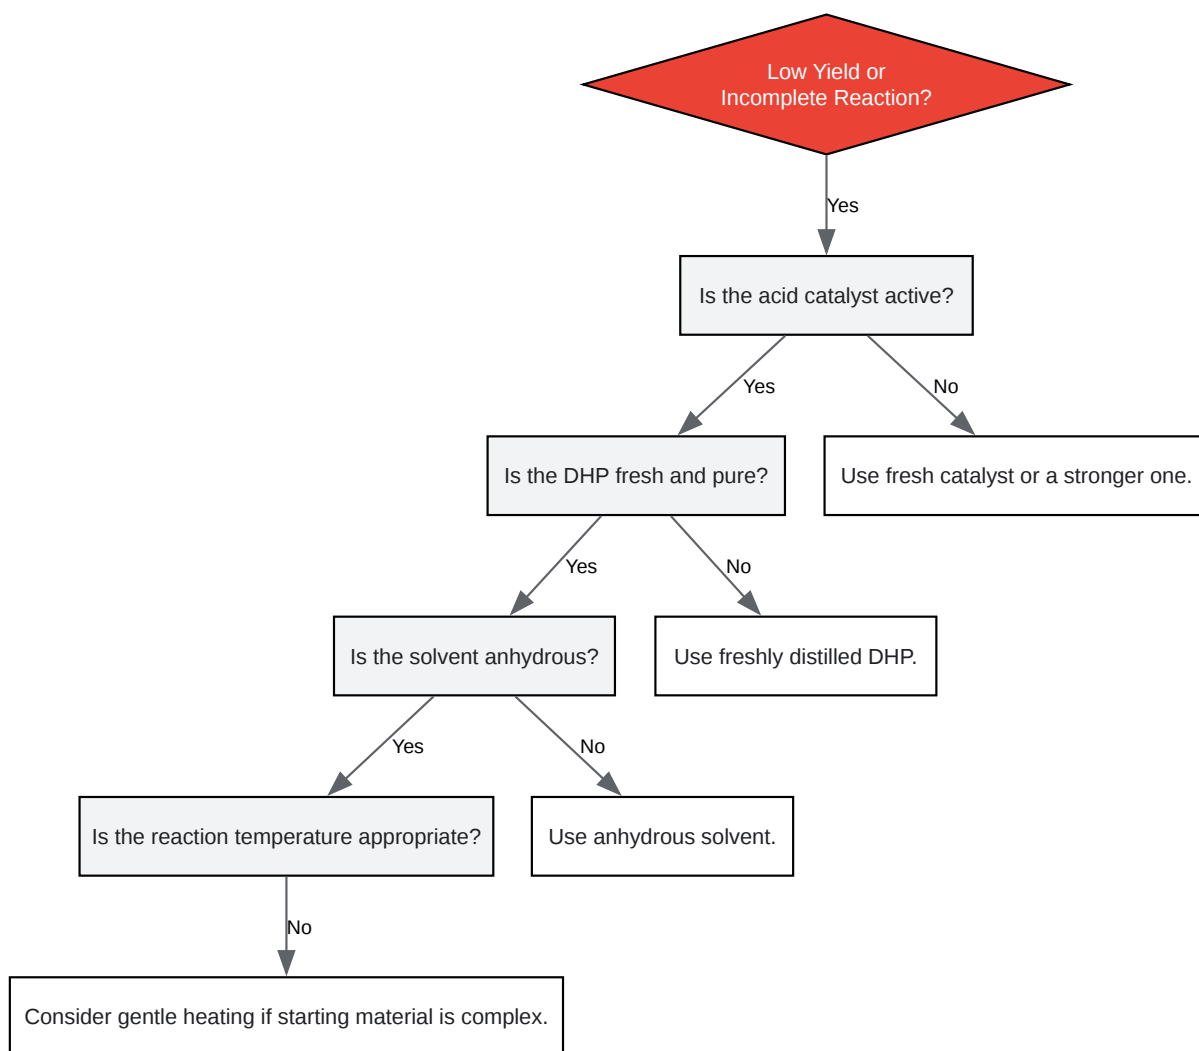 Low Yield or
Incomplete Reaction?
Yes
Is the acid catalyst active?
Yes
No
Is the DHP fresh and pure?
Use fresh catalyst or a stronger one.
Yes
No
Is the solvent anhydrous?
Use freshly distilled DHP.
Yes
No
Is the reaction temperature appropriate?
Use anhydrous solvent.
No
Consider gentle heating if starting material is complex.